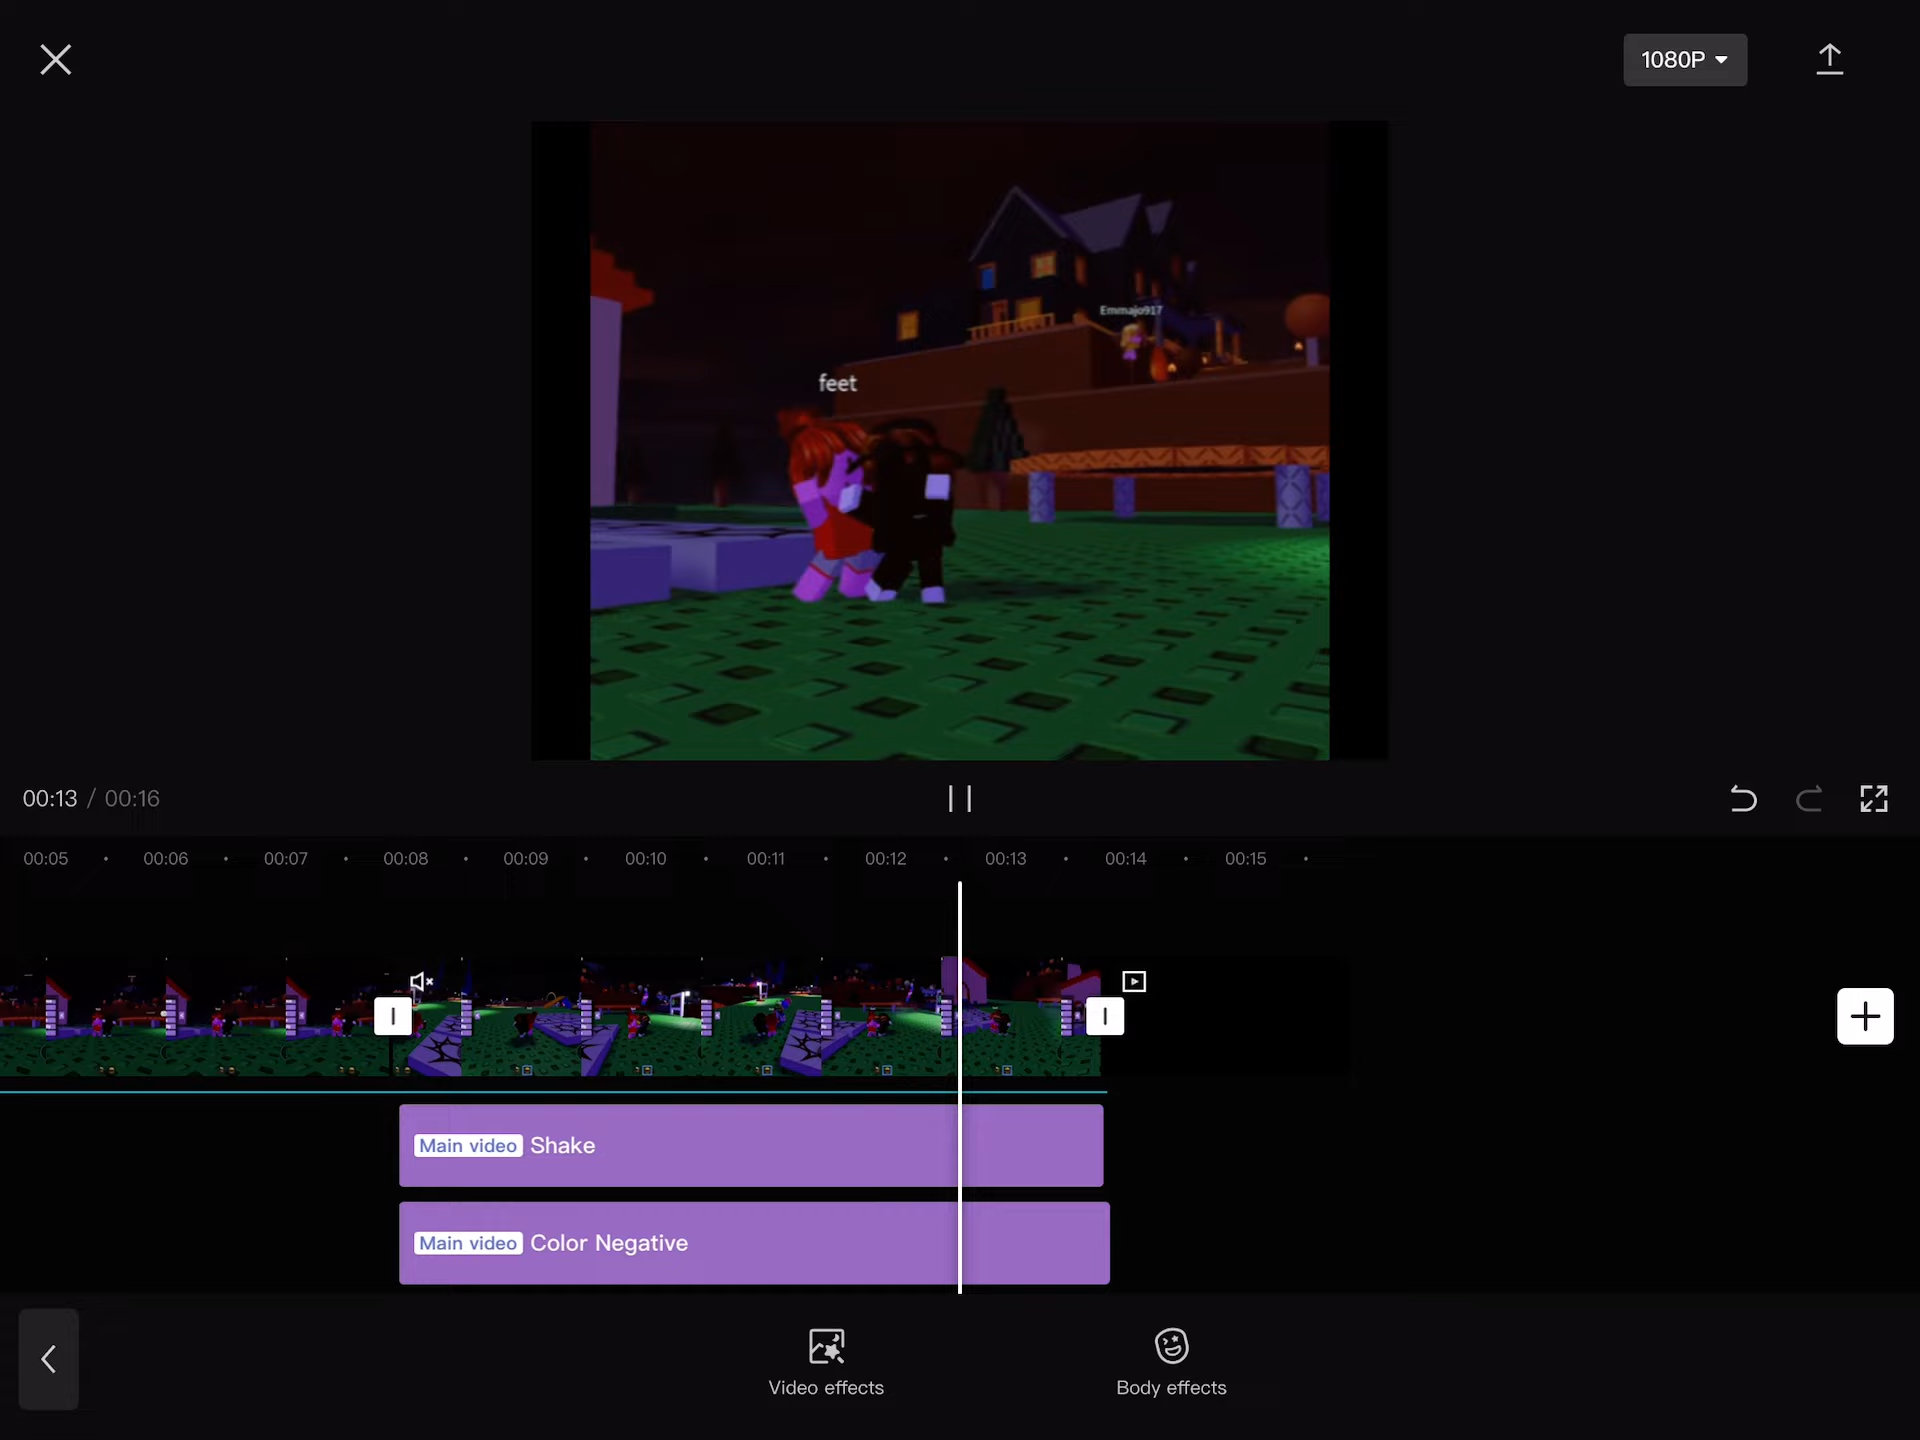 1080P
Emmajo917
feet
00:13 / 00:16
00:05 00:06 00:07 00:08 00:09 00:10 00:11 00:12 00:13 00:14 00:15
Main video Shake
Main video Color Negative
Video effects Body effects